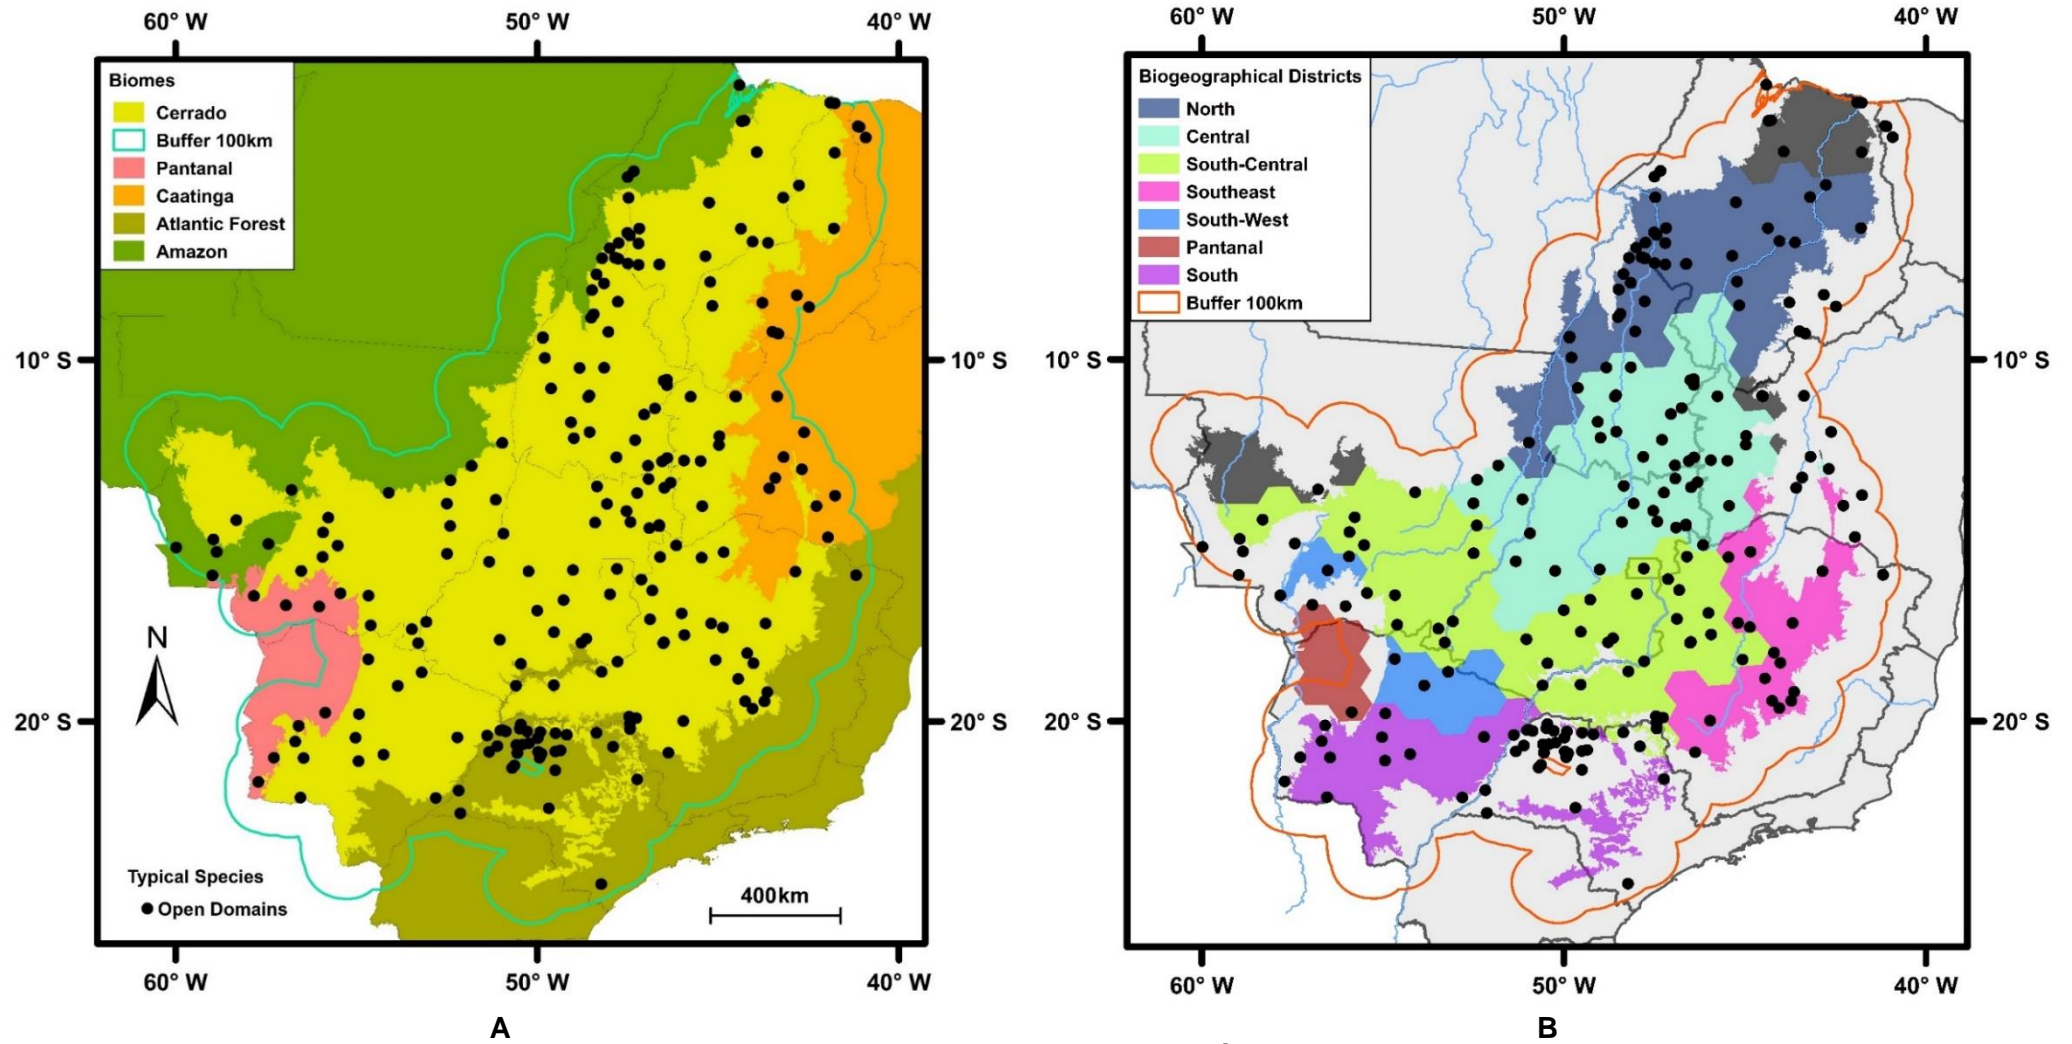 60° W 50° W 40° W
Biomes
Cerrado
Buffer 100km
Pantanal
Caatinga
Atlantic Forest
Amazon
10° S 10° S
N
20° S 20° S
Typical Species
Open Domains
400km
60° W 50° W 40° W
A
60° W 50° W 40° W
Biogeographical Districts
North
Central
South-Central
Southeast
South-West
Pantanal
South
Buffer 100km
10° S 10° S
20° S 20° S
60° W 50° W 40° W
B